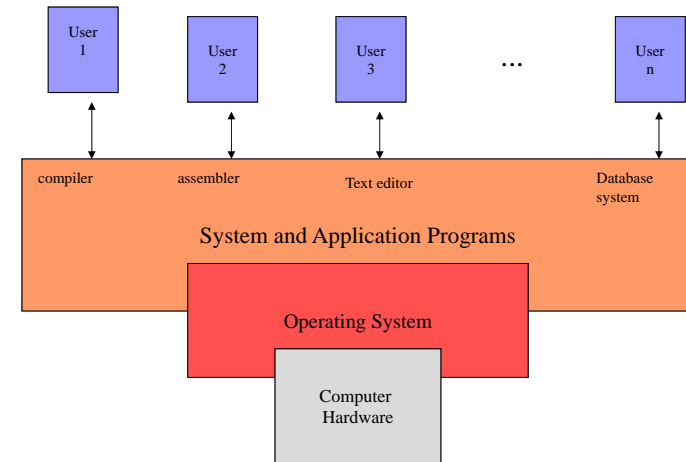 User
1
User
2
User
3
...
User
n
compiler
assembler
Text editor
Database
system
System and Application Programs
Operating System
Computer
Hardware